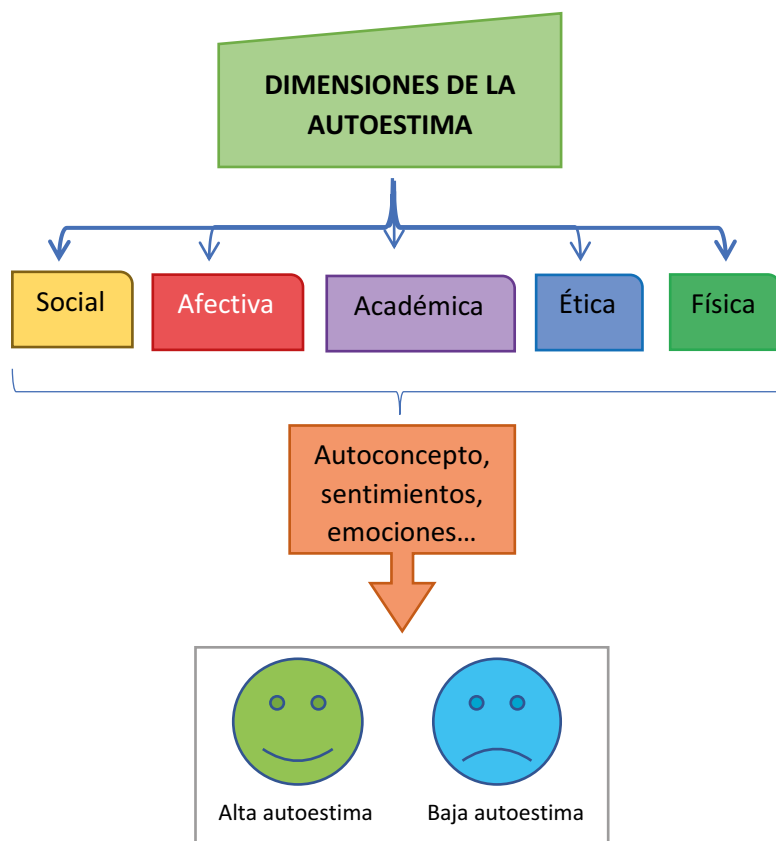 DIMENSIONES DE LA
AUTOESTIMA
Social
Afectiva
Académica
Ética
Física
Autoconcepto,
sentimientos,
emociones…
Alta autoestima
Baja autoestima